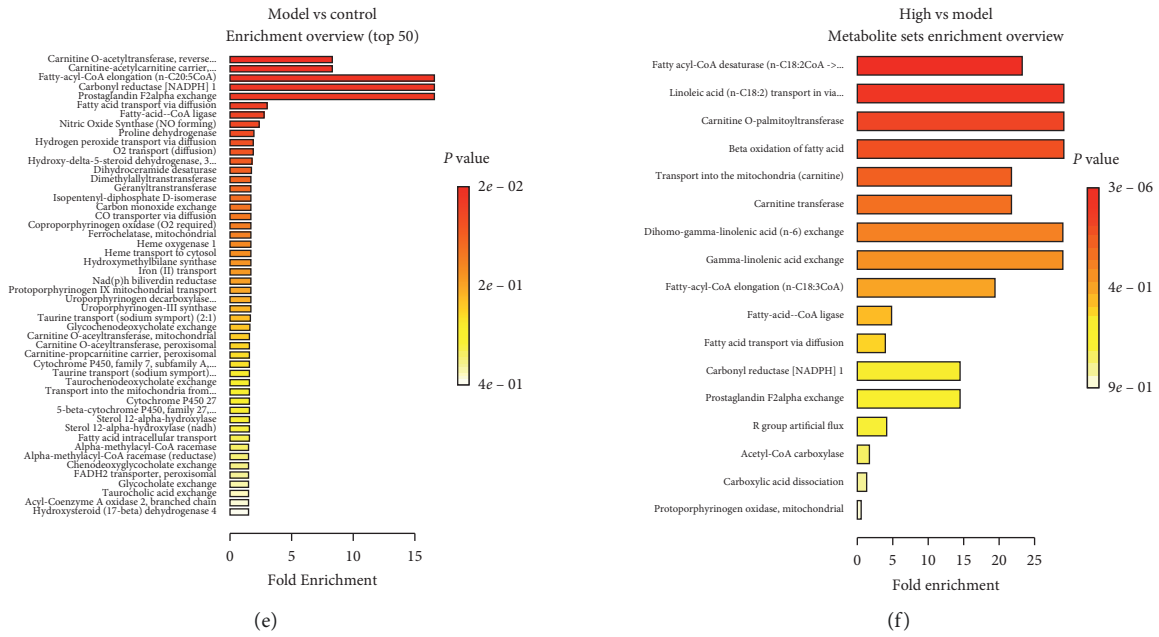 Model vs control
Enrichment overview (top 50)
Carnitine O-acetyltransferase, reverse...
Carnitine-acetylcarnitine carrier,...
Fatty-acyl-CoA elongation (n-C20:5CoA)
Carbonyl reductase [NADPH] 1
Prostaglandin F2alpha exchange
Fatty acid transport via diffusion
Fatty-acid--CoA ligase
Nitric Oxide Synthase (NO forming)
Proline dehydrogenase
Hydrogen peroxide transport via diffusion
O2 transport (diffusion)
Hydroxy-delta-5-steroid dehydrogenase, 3...
Dihydroceramide desaturase
Dimethylallyltranstransferase
Geranyltranstransferase
Isopentenyl-diphosphate D-isomerase
Carbon monoxide exchange
CO transporter via diffusion
Coproporphyrinogen oxidase (O2 required)
Ferrochelatase, mitochondrial
Heme oxygenase 1
Heme transport to cytosol
Hydroxymethylbilane synthase
Iron (II) transport
Nad(p)h biliverdin reductase
Protoporphyrinogen IX mitochondrial transport
Uroporphyrinogen decarboxylase...
Uroporphyrinogen-III synthase
Taurine transport (sodium symport) (2:1)
Glycochenodeoxycholate exchange
Carnitine O-aceyltransferase, mitochondrial
Carnitine O-aceyltransferase, peroxisomal
Carnitine-propcarnitine carrier, peroxisomal
Cytochrome P450, family 7, subfamily A,...
Taurine transport (sodium symport)...
Taurochenodeoxycholate exchange
Transport into the mitochondria from...
Cytochrome P450 27
5-beta-cytochrome P450, family 27,...
Sterol 12-alpha-hydroxylase
Sterol 12-alpha-hydroxylase (nadh)
Fatty acid intracellular transport
Alpha-methylacyl-CoA racemase
Alpha-methylacyl-CoA racemase (reductase)
Chenodeoxyglycocholate exchange
FADH2 transporter, peroxisomal
Glycocholate exchange
Taurocholic acid exchange
Acyl-Coenzyme A oxidase 2, branched chain
Hydroxysteroid (17-beta) dehydrogenase 4
0 5 10 15
Fold Enrichment
P value
2e – 02
2e – 01
4e – 01
(e)
High vs model
Metabolite sets enrichment overview
Fatty acyl-CoA desaturase (n-C18:2CoA ->...
Linoleic acid (n-C18:2) transport in via...
Carnitine O-palmitoyltransferase
Beta oxidation of fatty acid
Transport into the mitochondria (carnitine)
Carnitine transferase
Dihomo-gamma-linolenic acid (n-6) exchange
Gamma-linolenic acid exchange
Fatty-acyl-CoA elongation (n-C18:3CoA)
Fatty-acid--CoA ligase
Fatty acid transport via diffusion
Carbonyl reductase [NADPH] 1
Prostaglandin F2alpha exchange
R group artificial flux
Acetyl-CoA carboxylase
Carboxylic acid dissociation
Protoporphyrinogen oxidase, mitochondrial
0 5 10 15 20 25
Fold enrichment
P value
3e – 06
4e – 01
9e – 01
(f)